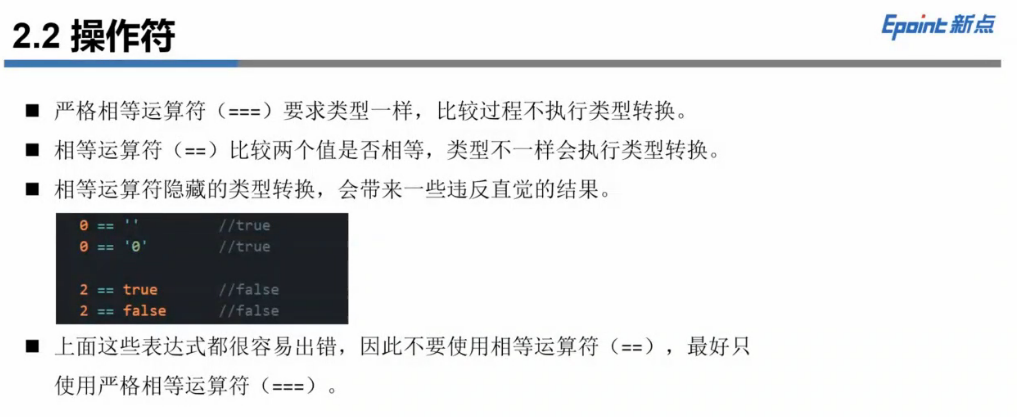 2.2 操作符
Epoint 新点
■ 严格相等运算符（===）要求类型一样，比较过程不执行类型转换。
■ 相等运算符（==）比较两个值是否相等，类型不一样会执行类型转换。
■ 相等运算符隐藏的类型转换，会带来一些违反直觉的结果。
0 == '' //true
0 == '0' //true
2 == true //false
2 == false //false
■ 上面这些表达式都很容易出错，因此不要使用相等运算符（==），最好只
使用严格相等运算符（===）。